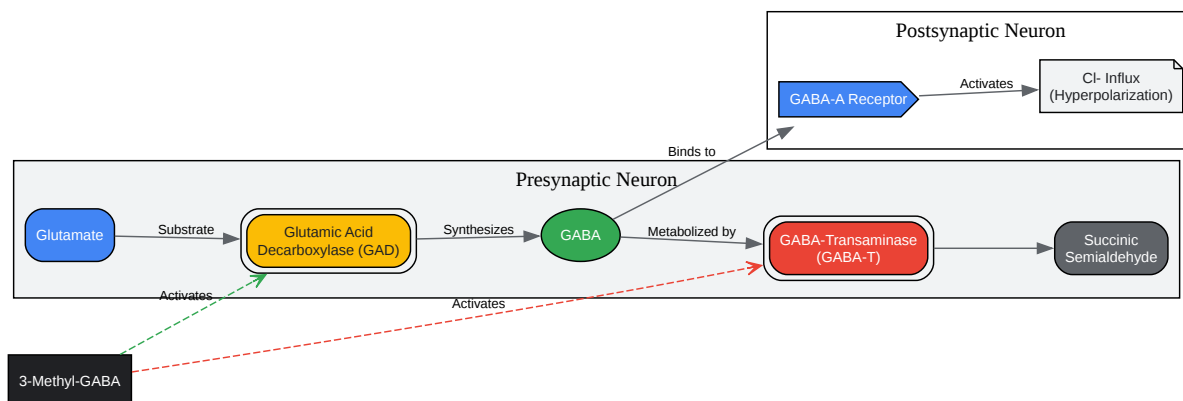 Postsynaptic Neuron
GABA-A Receptor
Activates
Cl- Influx
(Hyperpolarization)
Binds to
Presynaptic Neuron
Glutamate
Substrate
Glutamic Acid
Decarboxylase (GAD)
Synthesizes
GABA
Metabolized by
GABA-Transaminase
(GABA-T)
Succinic
Semialdehyde
Activates
Activates
3-Methyl-GABA